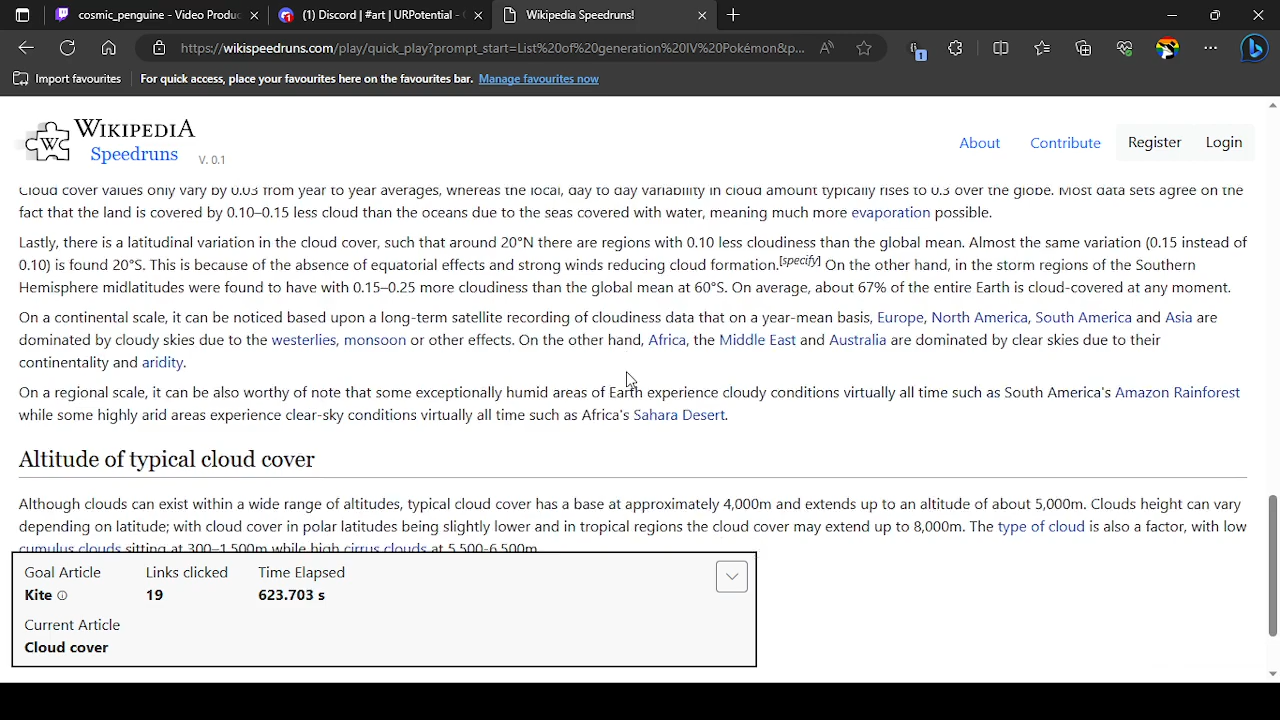 cosmic_penguine - Video Produc
(1) Discord | #art | URPotential -
Wikipedia Speedruns!
https://wikispeedruns.com/play/quick_play?prompt_start=List%20of%20generation%20IV%20Pokémon&p...
1
Import favourites
For quick access, place your favourites here on the favourites bar. Manage favourites now
WIKIPEDIA
W
Speedruns
V. 0.1
About
Contribute
Register
Login
Cloud cover values only vary by 0.03 from year to year averages, whereas the local, day to day variability in cloud amount typically rises to 0.3 over the globe. Most data sets agree on the
fact that the land is covered by 0.10–0.15 less cloud than the oceans due to the seas covered with water, meaning much more evaporation possible.
Lastly, there is a latitudinal variation in the cloud cover, such that around 20°N there are regions with 0.10 less cloudiness than the global mean. Almost the same variation (0.15 instead of
0.10) is found 20°S. This is because of the absence of equatorial effects and strong winds reducing cloud formation.[specify] On the other hand, in the storm regions of the Southern
Hemisphere midlatitudes were found to have with 0.15–0.25 more cloudiness than the global mean at 60°S. On average, about 67% of the entire Earth is cloud-covered at any moment.
On a continental scale, it can be noticed based upon a long-term satellite recording of cloudiness data that on a year-mean basis, Europe, North America, South America and Asia are
dominated by cloudy skies due to the westerlies, monsoon or other effects. On the other hand, Africa, the Middle East and Australia are dominated by clear skies due to their
continentality and aridity.
On a regional scale, it can be also worthy of note that some exceptionally humid areas of Earth experience cloudy conditions virtually all time such as South America's Amazon Rainforest
while some highly arid areas experience clear-sky conditions virtually all time such as Africa's Sahara Desert.
Altitude of typical cloud cover
Although clouds can exist within a wide range of altitudes, typical cloud cover has a base at approximately 4,000m and extends up to an altitude of about 5,000m. Clouds height can vary
depending on latitude; with cloud cover in polar latitudes being slightly lower and in tropical regions the cloud cover may extend up to 8,000m. The type of cloud is also a factor, with low
cumulus clouds sitting at 300–1,500m while high cirrus clouds at 5,500-6,500m.
Goal Article
Links clicked
Time Elapsed
Kite
19
623.703 s
Current Article
Cloud cover